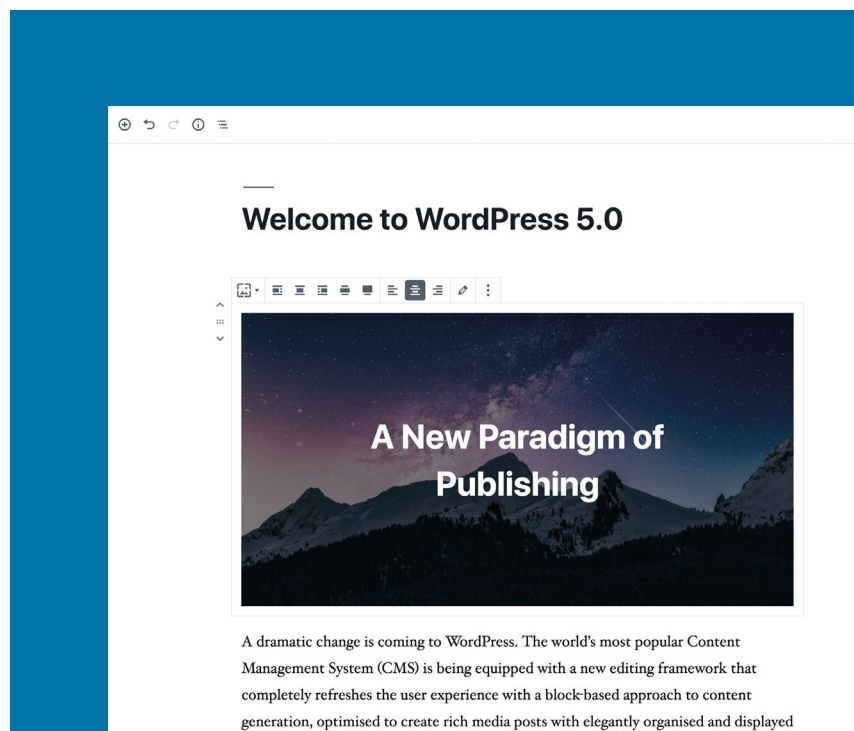 Welcome to WordPress 5.0
A New Paradigm of
Publishing
A dramatic change is coming to WordPress. The world’s most popular Content
Management System (CMS) is being equipped with a new editing framework that
completely refreshes the user experience with a block-based approach to content
generation, optimised to create rich media posts with elegantly organised and displayed